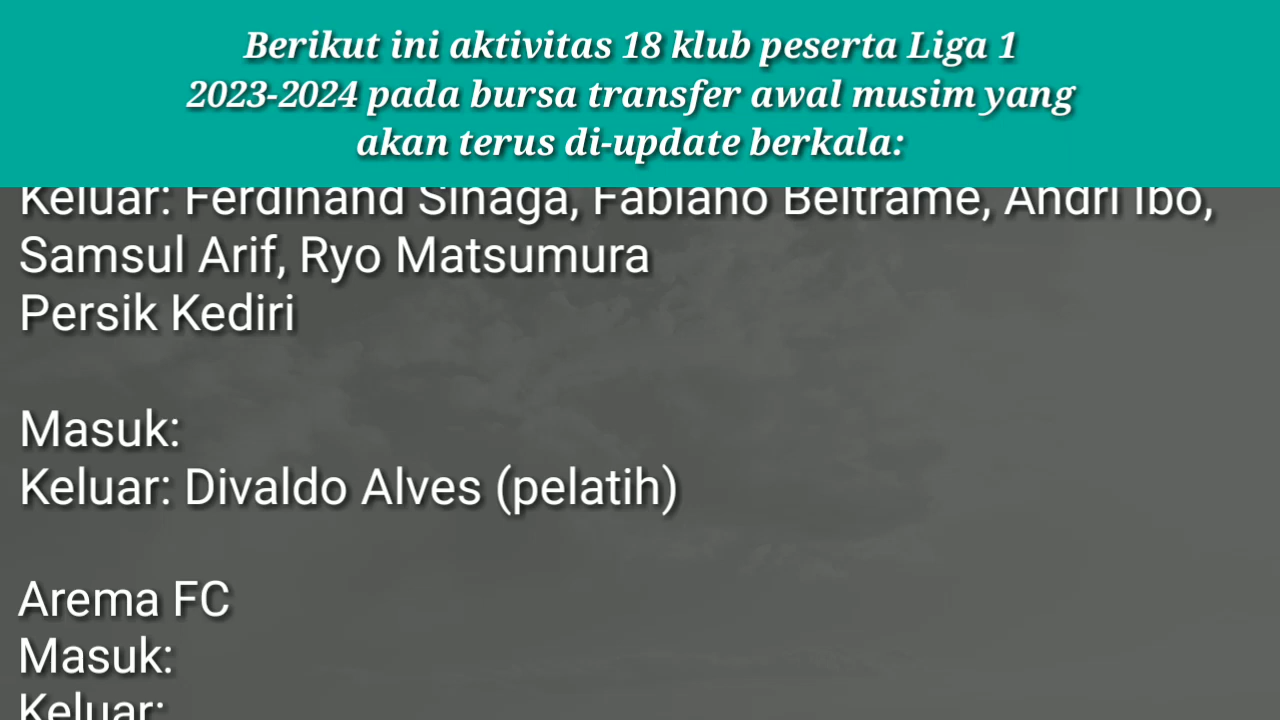 Berikut ini aktivitas 18 klub peserta Liga 1
2023-2024 pada bursa transfer awal musim yang
akan terus di-update berkala:
Keluar: Ferdinand Sinaga, Fabiano Beltrame, Andri Ibo,
Samsul Arif, Ryo Matsumura
Persik Kediri
Masuk:
Keluar: Divaldo Alves (pelatih)
Arema FC
Masuk:
Keluar: